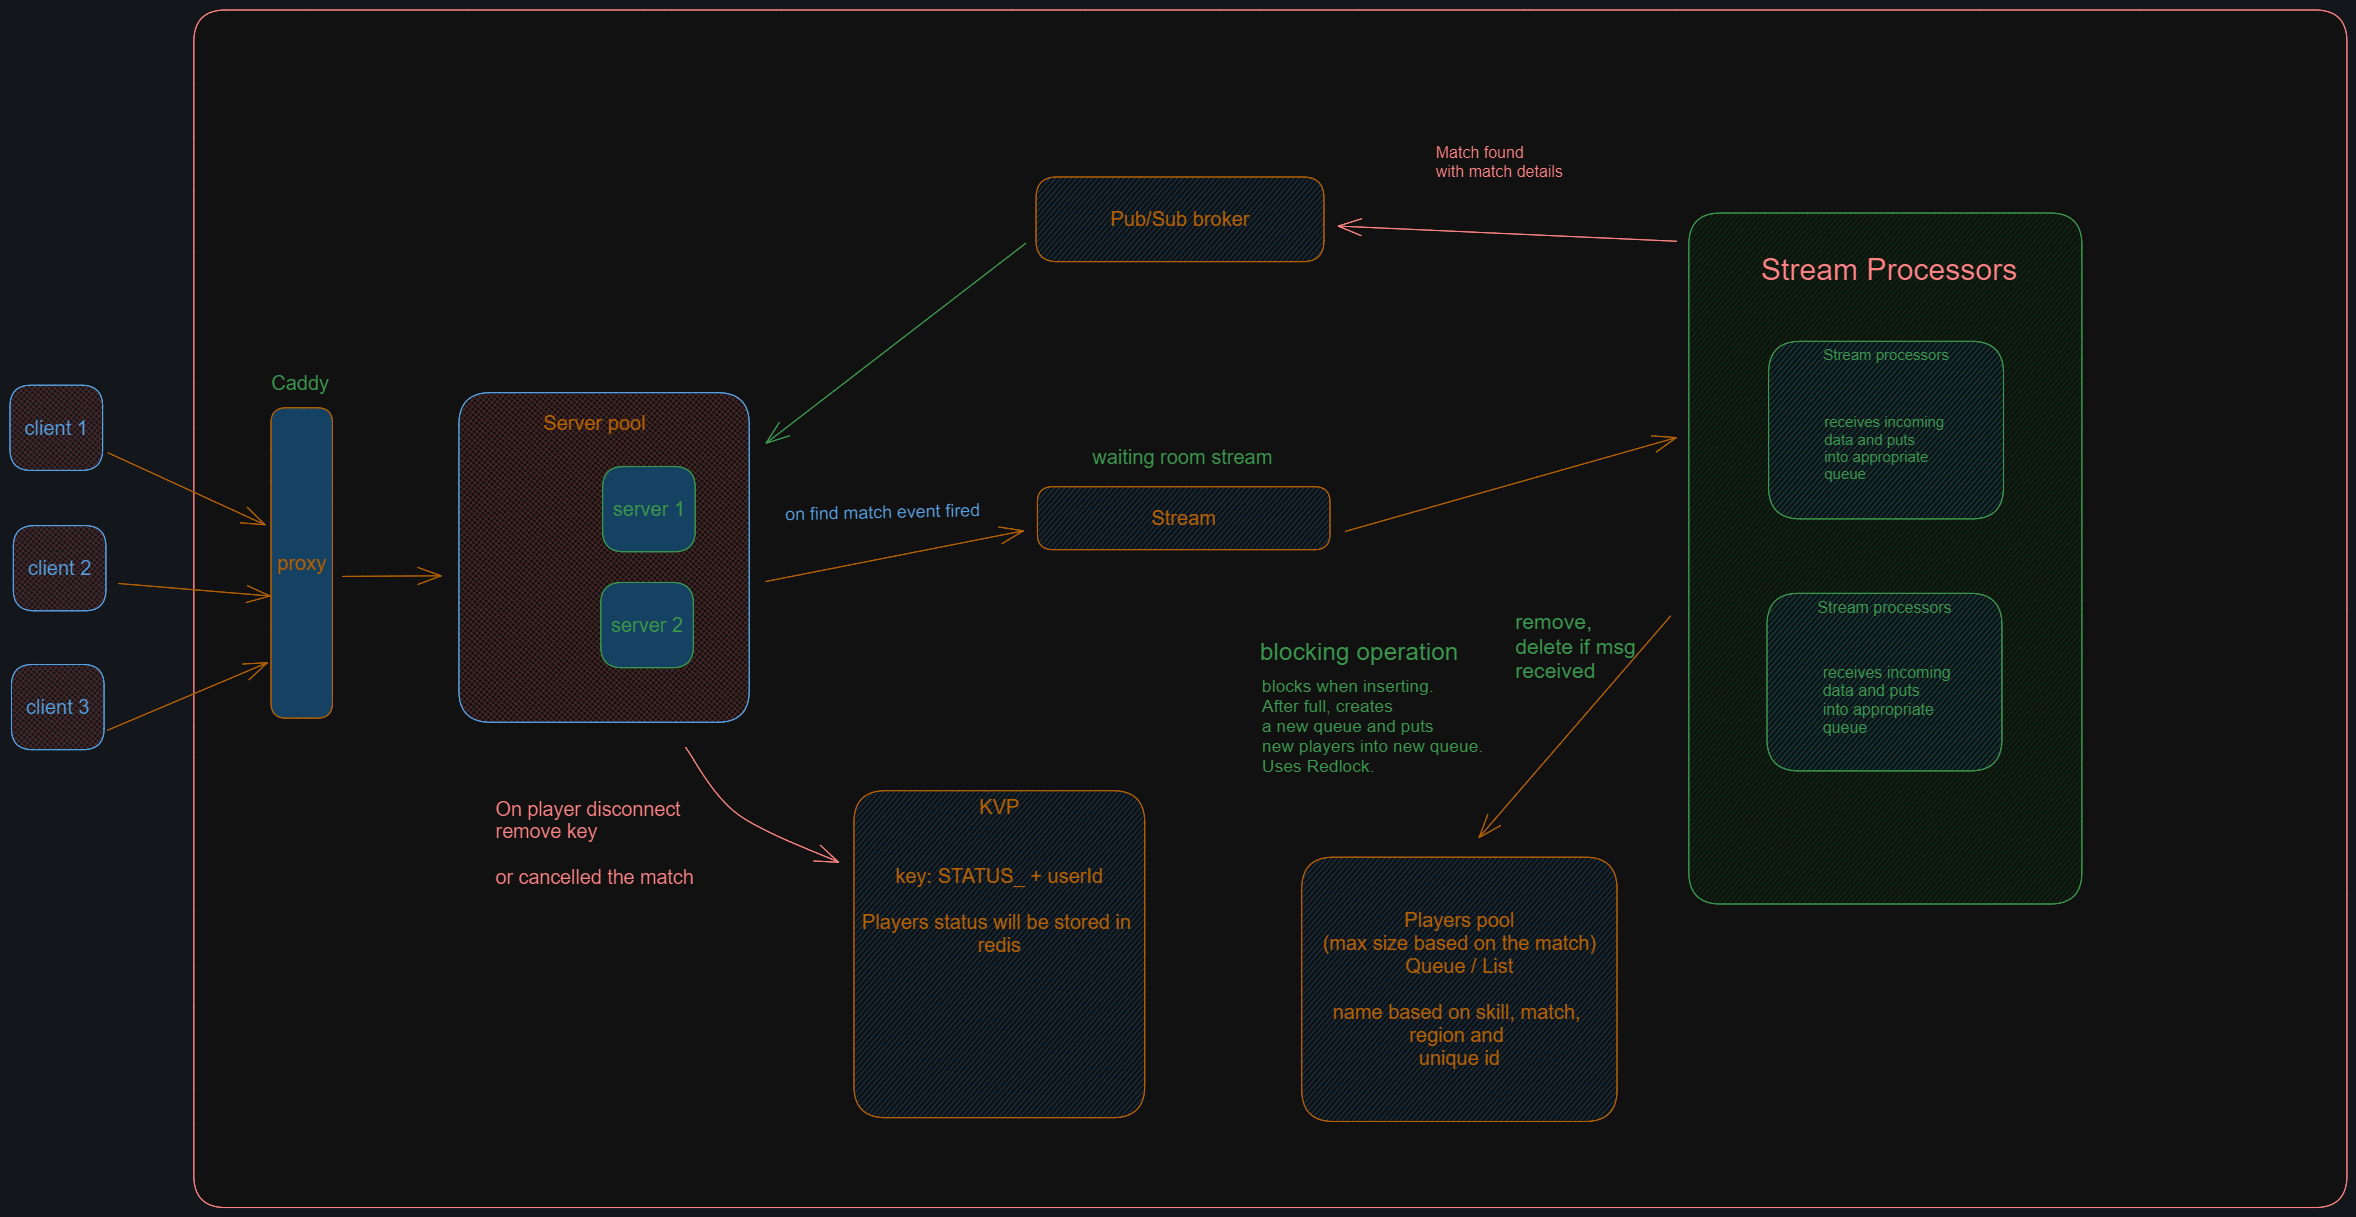 Match found
with match details
Pub/Sub broker
Stream Processors
Stream processors
receives incoming
data and puts
into appropriate
queue
Caddy
client 1
client 2
client 3
proxy
Server pool
server 1
server 2
on find match event fired
waiting room stream
Stream
Stream processors
receives incoming
data and puts
into appropriate
queue
remove,
delete if msg
received
blocking operation
blocks when inserting.
After full, creates
a new queue and puts
new players into new queue.
Uses Redlock.
On player disconnect
remove key
or cancelled the match
KVP
key: STATUS_ + userId
Players status will be stored in
redis
Players pool
(max size based on the match)
Queue / List
name based on skill, match,
region and
unique id